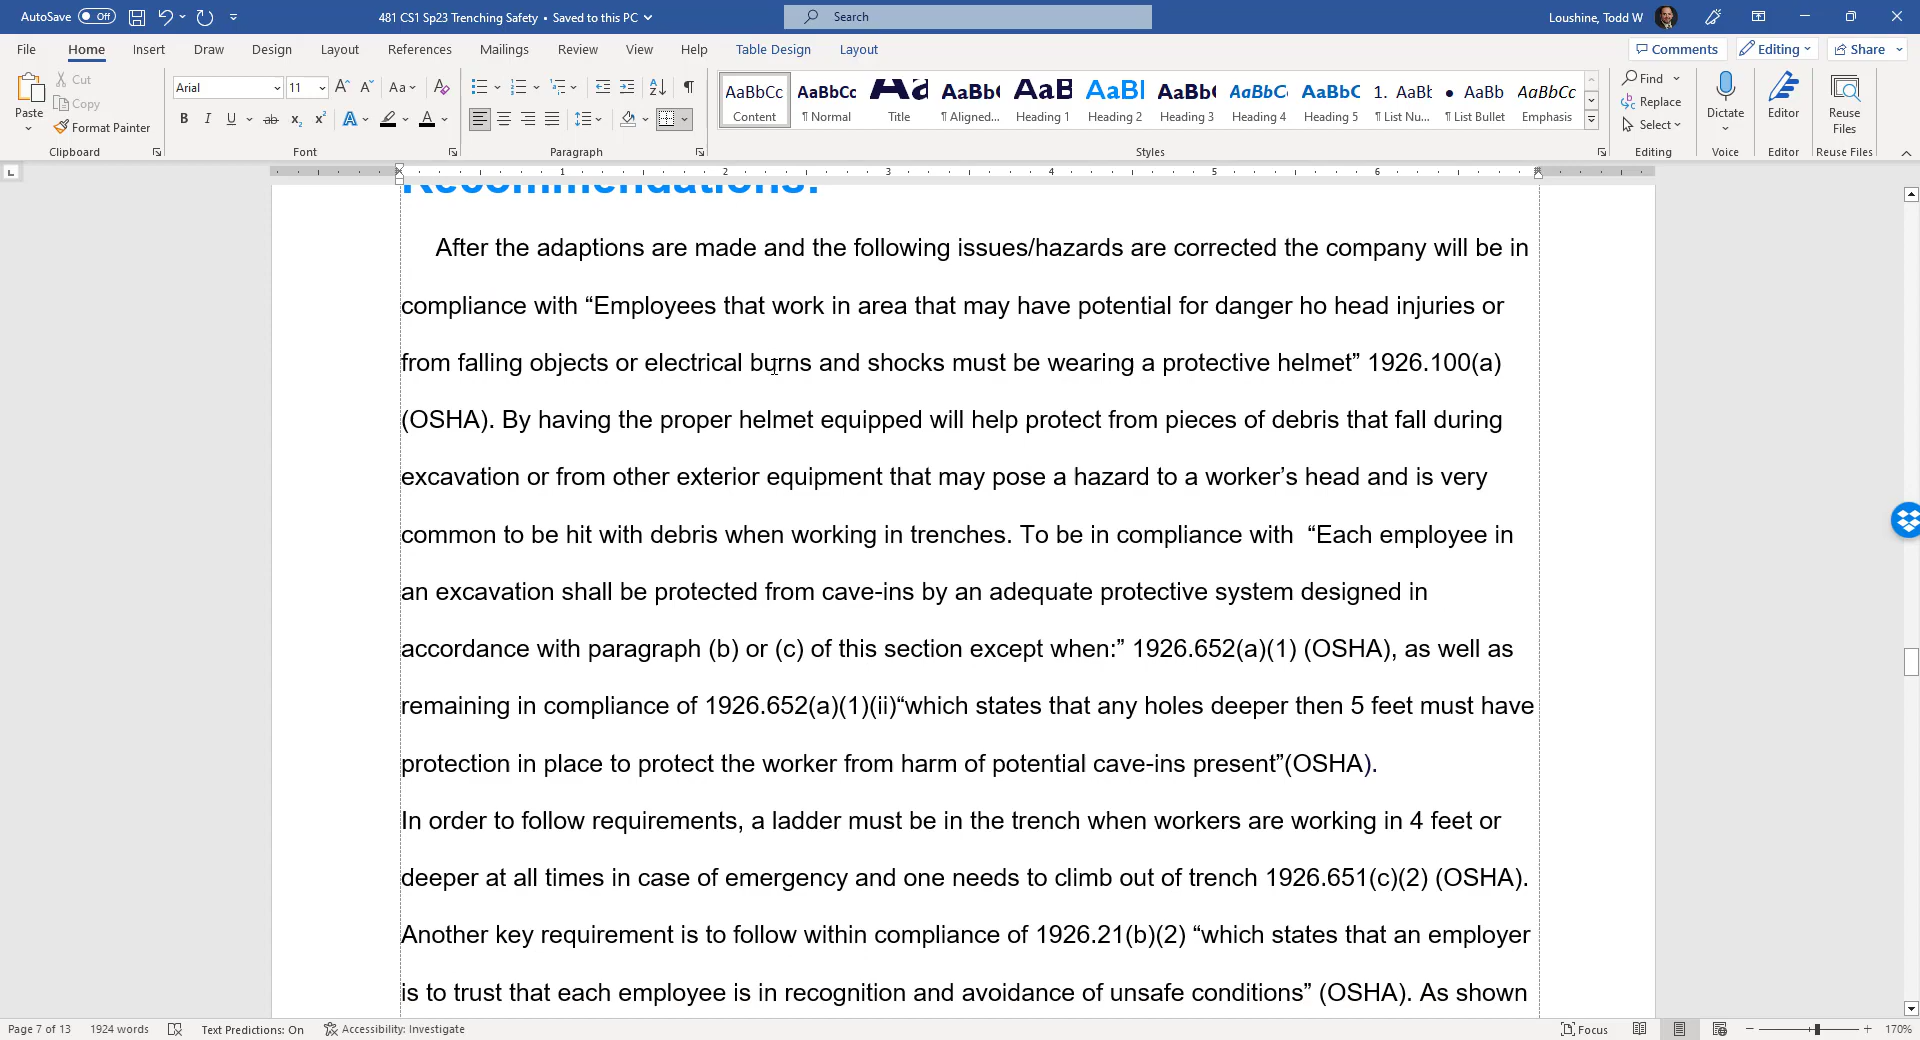 AutoSave Off 481 CS1 Sp23 Trenching Safety • Saved to this PC Search Loushine, Todd W
File Home Insert Draw Design Layout References Mailings Review View Help Table Design Layout Comments Editing Share
Paste Cut Copy Format Painter
Arial 11 Aa
AaBbCc AaBbCc AaBb( AaBbCc AaBbC 1. AaBb • AaBb AaBbCc
Content ¶ Normal Title ¶ Aligned... Heading 1 Heading 2 Heading 3 Heading 4 Heading 5 ¶ List Nu... ¶ List Bullet Emphasis
Find Replace Select Dictate Editor Reuse Files
Clipboard Font Paragraph Styles Editing Voice Editor Reuse Files
1 2 3 4 5 6
Recommendations:
After the adaptions are made and the following issues/hazards are corrected the company will be in
compliance with “Employees that work in area that may have potential for danger ho head injuries or
from falling objects or electrical burns and shocks must be wearing a protective helmet” 1926.100(a)
(OSHA). By having the proper helmet equipped will help protect from pieces of debris that fall during
excavation or from other exterior equipment that may pose a hazard to a worker’s head and is very
common to be hit with debris when working in trenches. To be in compliance with “Each employee in
an excavation shall be protected from cave-ins by an adequate protective system designed in
accordance with paragraph (b) or (c) of this section except when:” 1926.652(a)(1) (OSHA), as well as
remaining in compliance of 1926.652(a)(1)(ii)“which states that any holes deeper then 5 feet must have
protection in place to protect the worker from harm of potential cave-ins present”(OSHA).
In order to follow requirements, a ladder must be in the trench when workers are working in 4 feet or
deeper at all times in case of emergency and one needs to climb out of trench 1926.651(c)(2) (OSHA).
Another key requirement is to follow within compliance of 1926.21(b)(2) “which states that an employer
is to trust that each employee is in recognition and avoidance of unsafe conditions” (OSHA). As shown
Page 7 of 13 1924 words Text Predictions: On Accessibility: Investigate Focus 170%